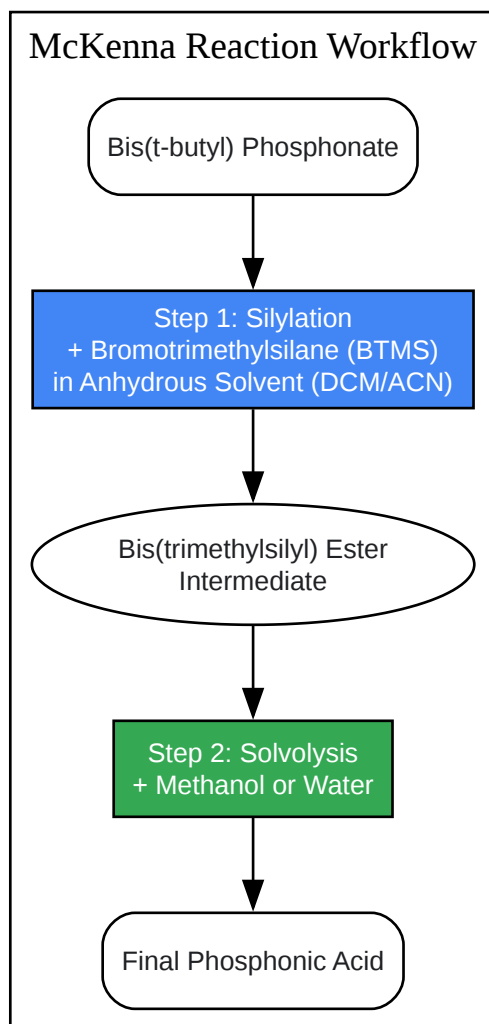 McKenna Reaction Workflow
Bis(t-butyl) Phosphonate
Step 1: Silylation
+ Bromotrimethylsilane (BTMS)
in Anhydrous Solvent (DCM/ACN)
Bis(trimethylsilyl) Ester
Intermediate
Step 2: Solvolysis
+ Methanol or Water
Final Phosphonic Acid